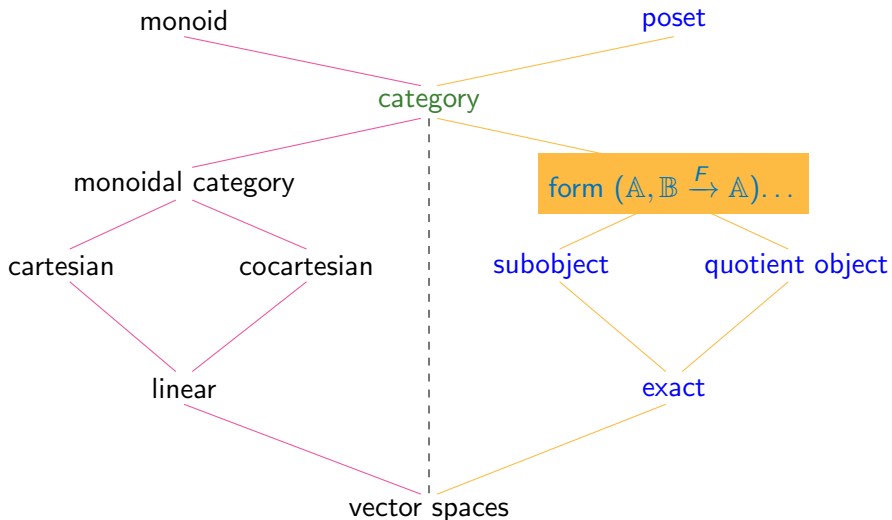 monoid
poset
category
monoidal category
form (𝔸, 𝔹 \xrightarrow{F} 𝔸)...
cartesian
cocartesian
subobject
quotient object
linear
exact
vector spaces